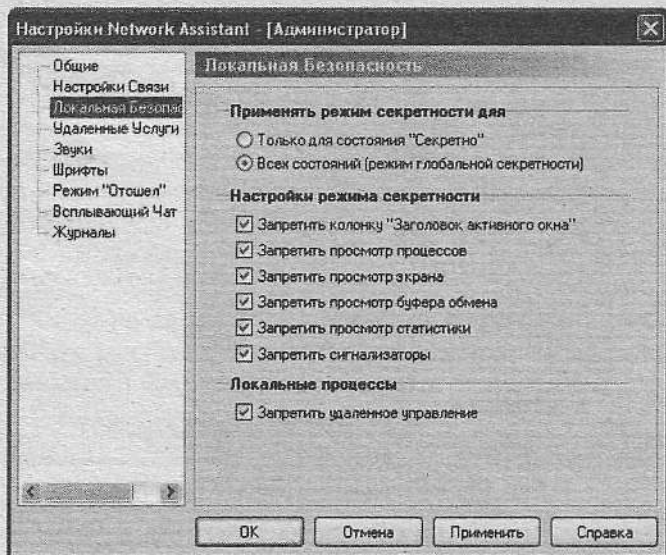 Настройки Network Assistant - [Администратор]
Общие
Настройки Связи
Локальная Безопас
Удаленные Услуги
Звуки
Шрифты
Режим "Отошел"
Всплывающий Чат
Журналы
Локальная Безопасность
Применять режим секретности для
Только для состояния "Секретно"
Всех состояний (режим глобальной секретности)
Настройки режима секретности
Запретить колонку "Заголовок активного окна"
Запретить просмотр процессов
Запретить просмотр экрана
Запретить просмотр буфера обмена
Запретить просмотр статистики
Запретить сигнализаторы
Локальные процессы
Запретить удаленное управление
OK
Отмена
Применить
Справка